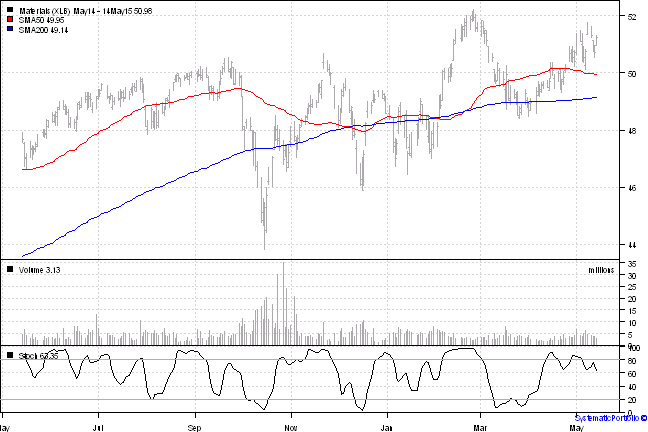 Materials (XLB) May14 - 14May15 50.98
SMA50 49.95
SMA200 49.14
52
50
48
46
44
Volume 3.13
millions
35
30
25
20
15
10
5
Stoch 63.35
100
80
60
40
20
0
May Jul Sep Nov Jan Mar May
SystematicPortfolio ©